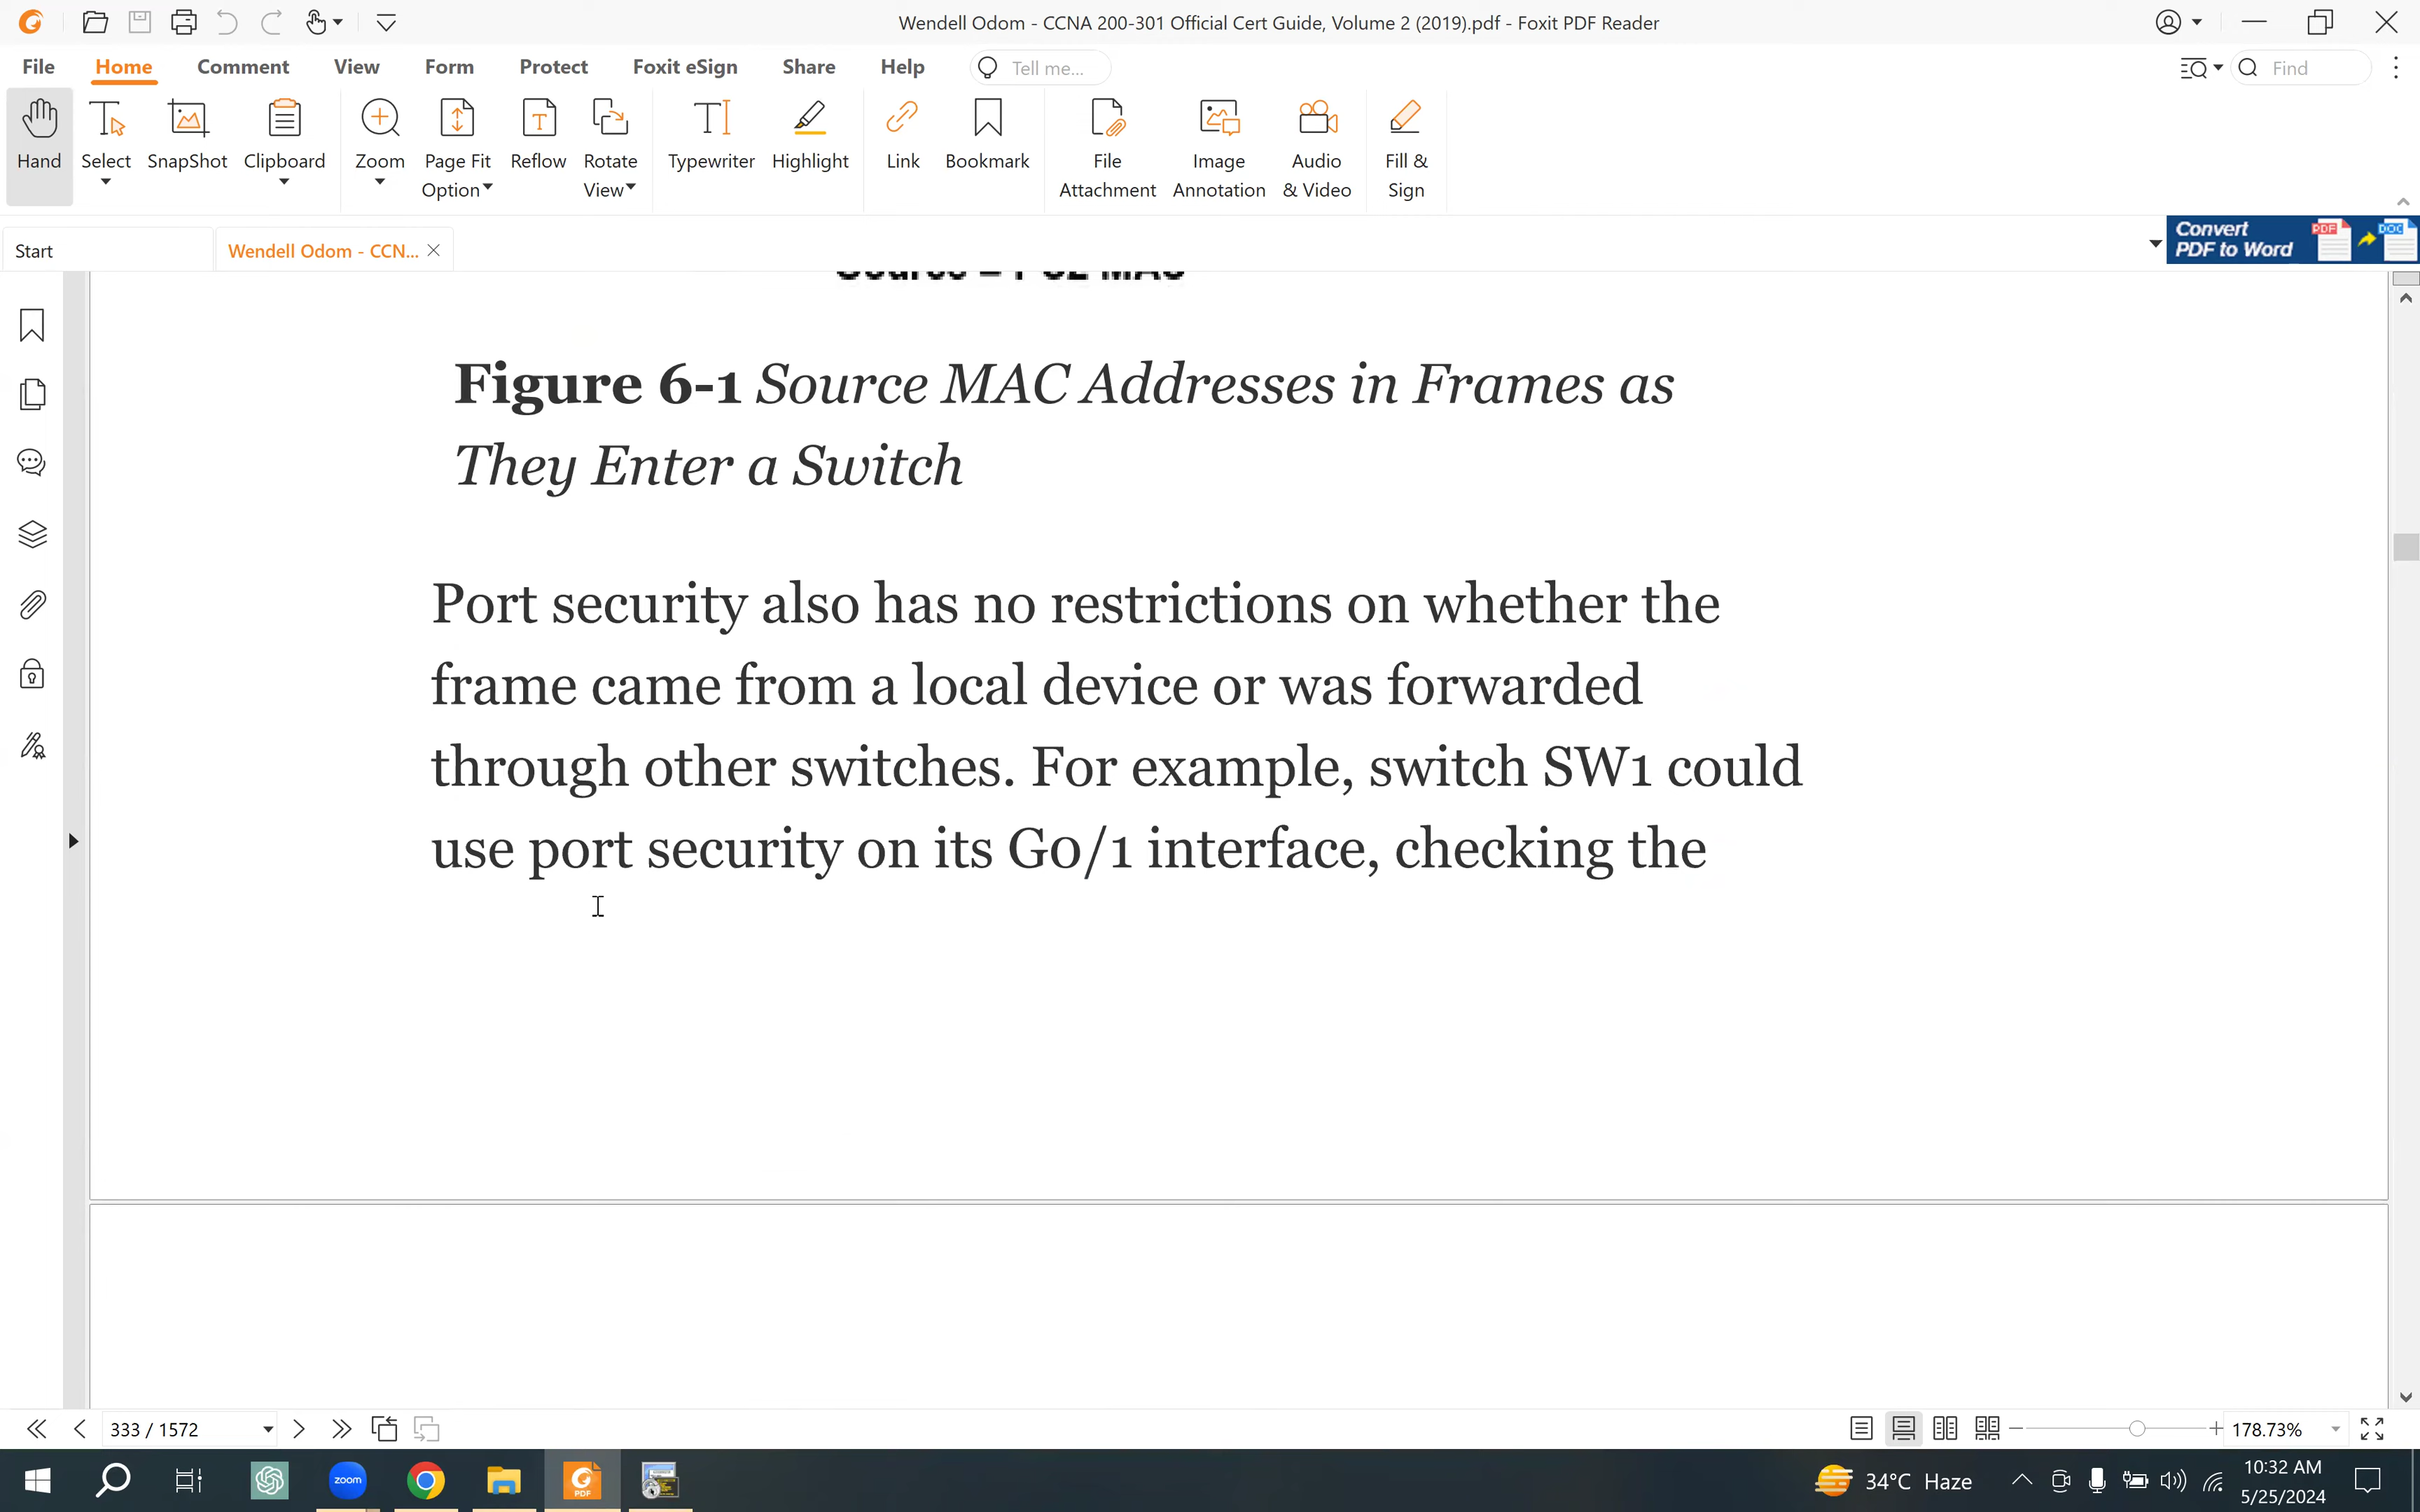 Wendell Odom - CCNA 200-301 Official Cert Guide, Volume 2 (2019).pdf - Foxit PDF Reader
File Home Comment View Form Protect Foxit eSign Share Help Tell me... Find
Hand Select SnapShot Clipboard Zoom Page Fit Option Reflow Rotate View Typewriter Highlight Link Bookmark File Attachment Image Annotation Audio & Video Fill & Sign
Start Wendell Odom - CCN... Convert PDF to Word PDF DOC
Figure 6-1 Source MAC Addresses in Frames as
They Enter a Switch
Port security also has no restrictions on whether the
frame came from a local device or was forwarded
through other switches. For example, switch SW1 could
use port security on its G0/1 interface, checking the
333 / 1572 178.73%
zoom PDF 34°C Haze 10:32 AM
5/25/2024